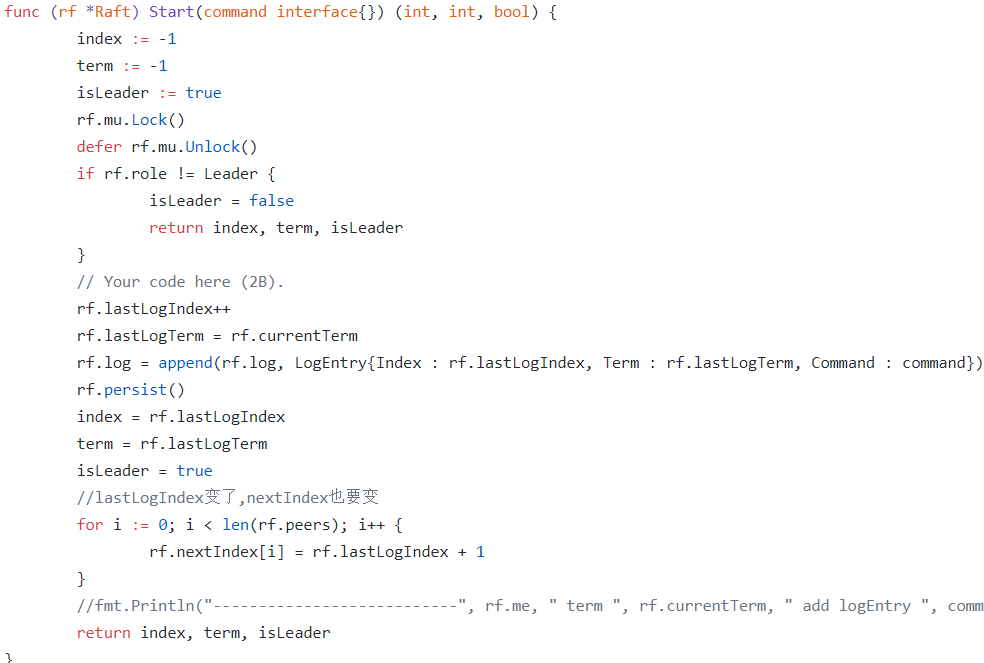 func (rf *Raft) Start(command interface{}) (int, int, bool) {
index := -1
term := -1
isLeader := true
rf.mu.Lock()
defer rf.mu.Unlock()
if rf.role != Leader {
isLeader = false
return index, term, isLeader
}
// Your code here (2B).
rf.lastLogIndex++
rf.lastLogTerm = rf.currentTerm
rf.log = append(rf.log, LogEntry{Index : rf.lastLogIndex, Term : rf.lastLogTerm, Command : command})
rf.persist()
index = rf.lastLogIndex
term = rf.lastLogTerm
isLeader = true
//lastLogIndex变了,nextIndex也要变
for i := 0; i < len(rf.peers); i++ {
rf.nextIndex[i] = rf.lastLogIndex + 1
}
//fmt.Println("---------------------------", rf.me, " term ", rf.currentTerm, " add logEntry ", comm
return index, term, isLeader
}